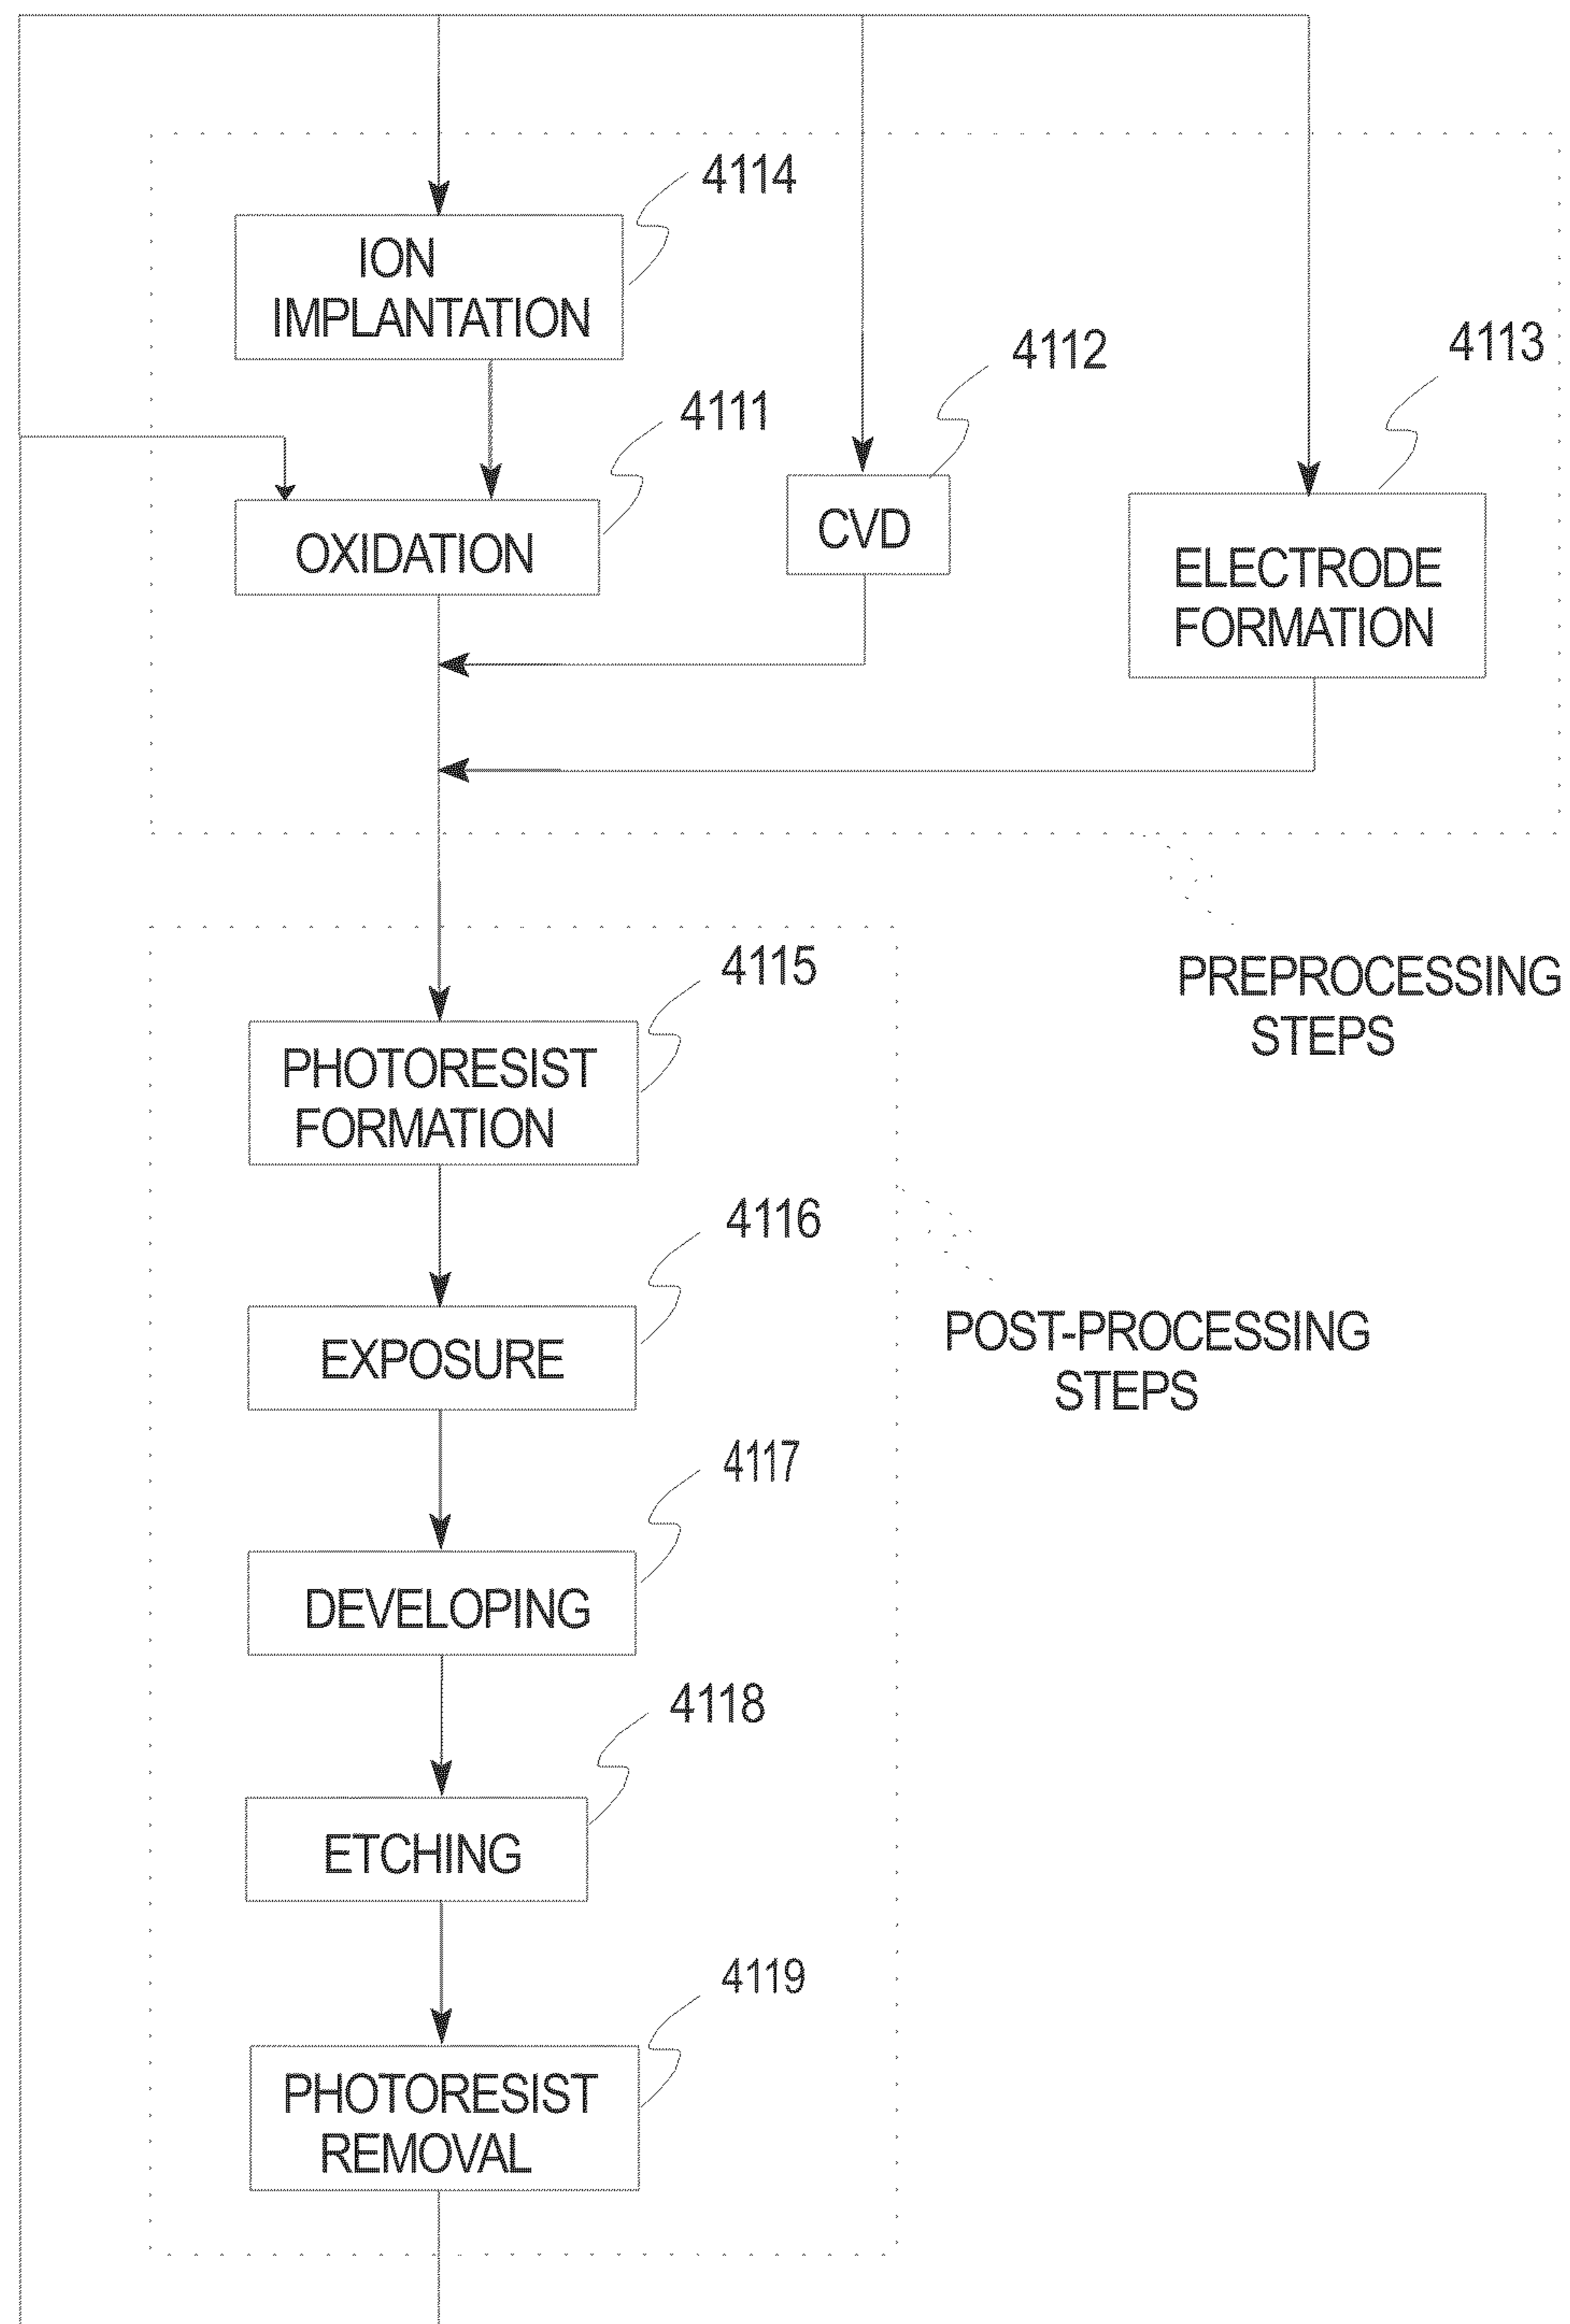 4114
ION
IMPLANTATION
4112
4113
4111
OXIDATION
CVD
ELECTRODE
FORMATION
4115
PREPROCESSING
STEPS
PHOTORESIST
FORMATION
4116
EXPOSURE
POST-PROCESSING
STEPS
4117
DEVELOPING
4118
ETCHING
4119
PHOTORESIST
REMOVAL